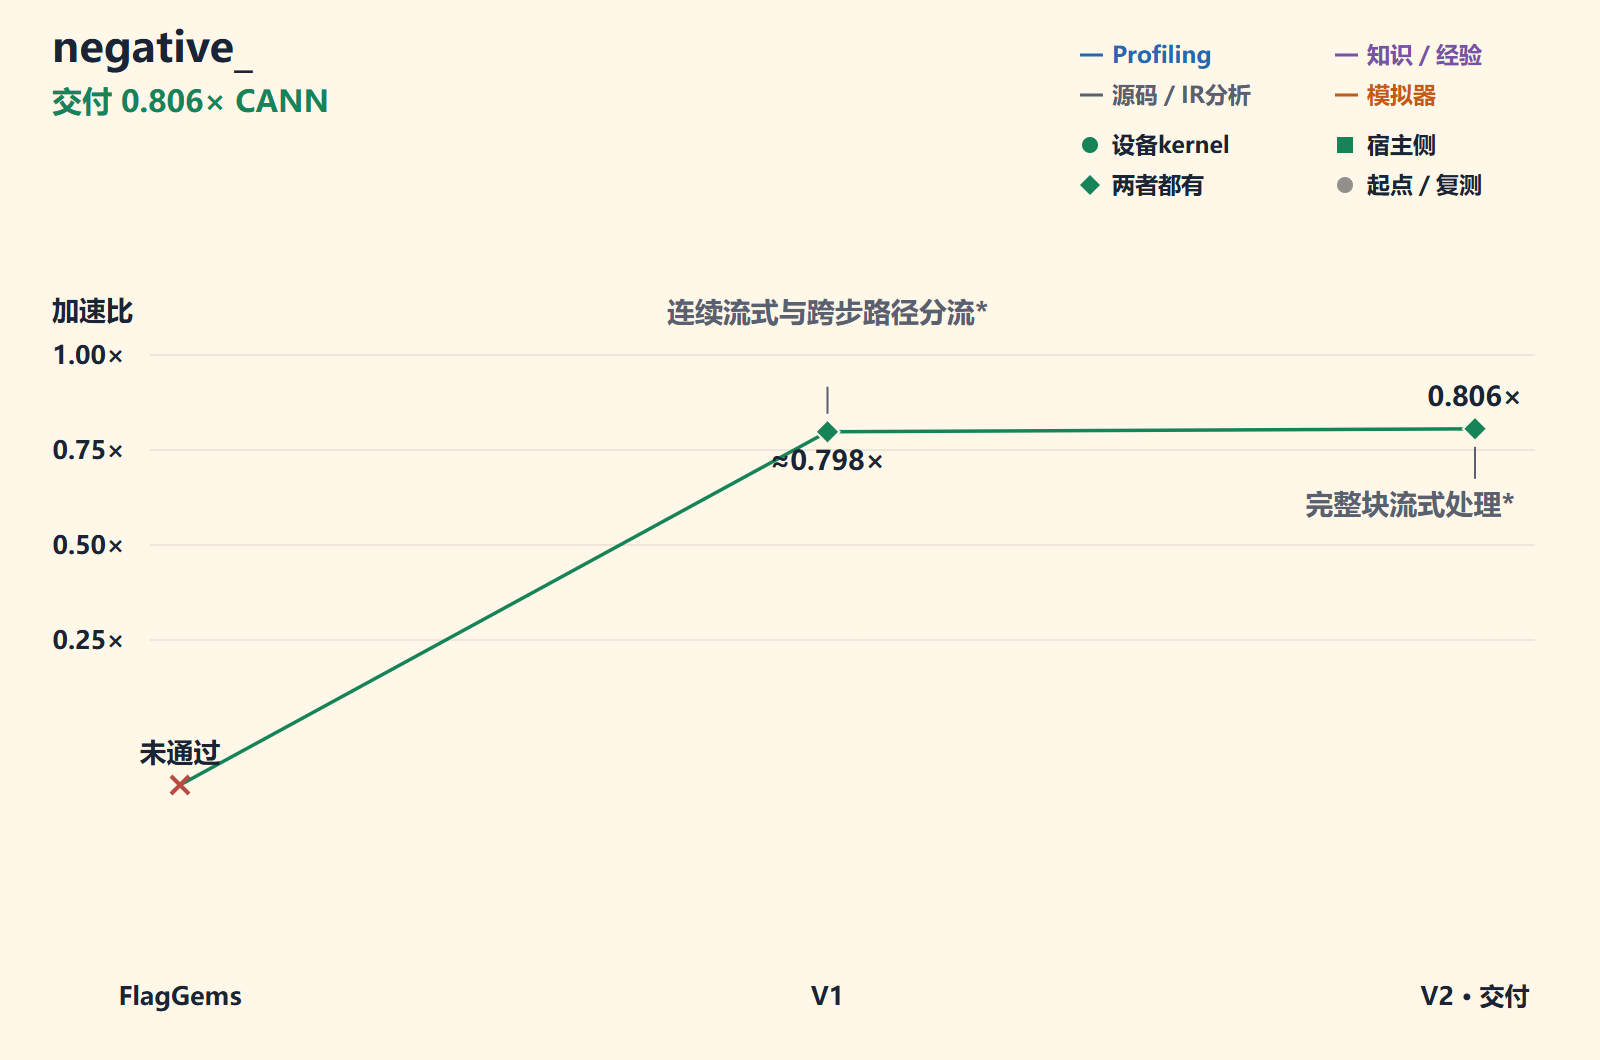 negative_
交付 0.806× CANN
Profiling
知识 / 经验
源码 / IR分析
模拟器
设备kernel
宿主侧
两者都有
起点 / 复测
加速比
连续流式与跨步路径分流*
1.00×
0.806×
0.75×
≈0.798×
完整块流式处理*
0.50×
0.25×
未通过
FlagGems
V1
V2 • 交付